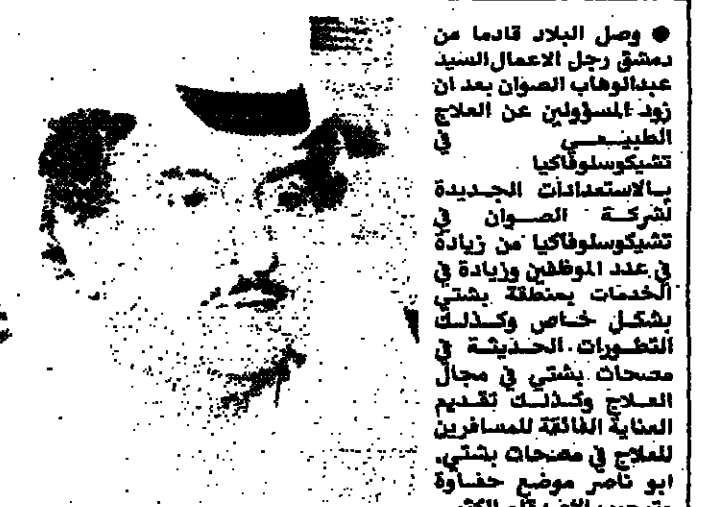 ● وصل البلاد قادما من
دمشق رجل الاعمال السيد
عبدالوهاب الصوان بعد ان
زود المسؤولين عن العلاج
الطبيعي في
تشيكوسلوفاكيا
بالاستعدادات الجديدة
لشركة الصوان في
تشيكوسلوفاكيا من زيادة
في عدد الموظفين وزيادة في
الخدمات بمنطقة بشتي
بشكل خاص وكذلك
التطورات الحديثة في
مصحات بشتي في مجال
العلاج وكذلك تقديم
العناية الفائقة للمسافرين
للعلاج في مصحات بشتي.
ابو ناصر موضع حفاوة